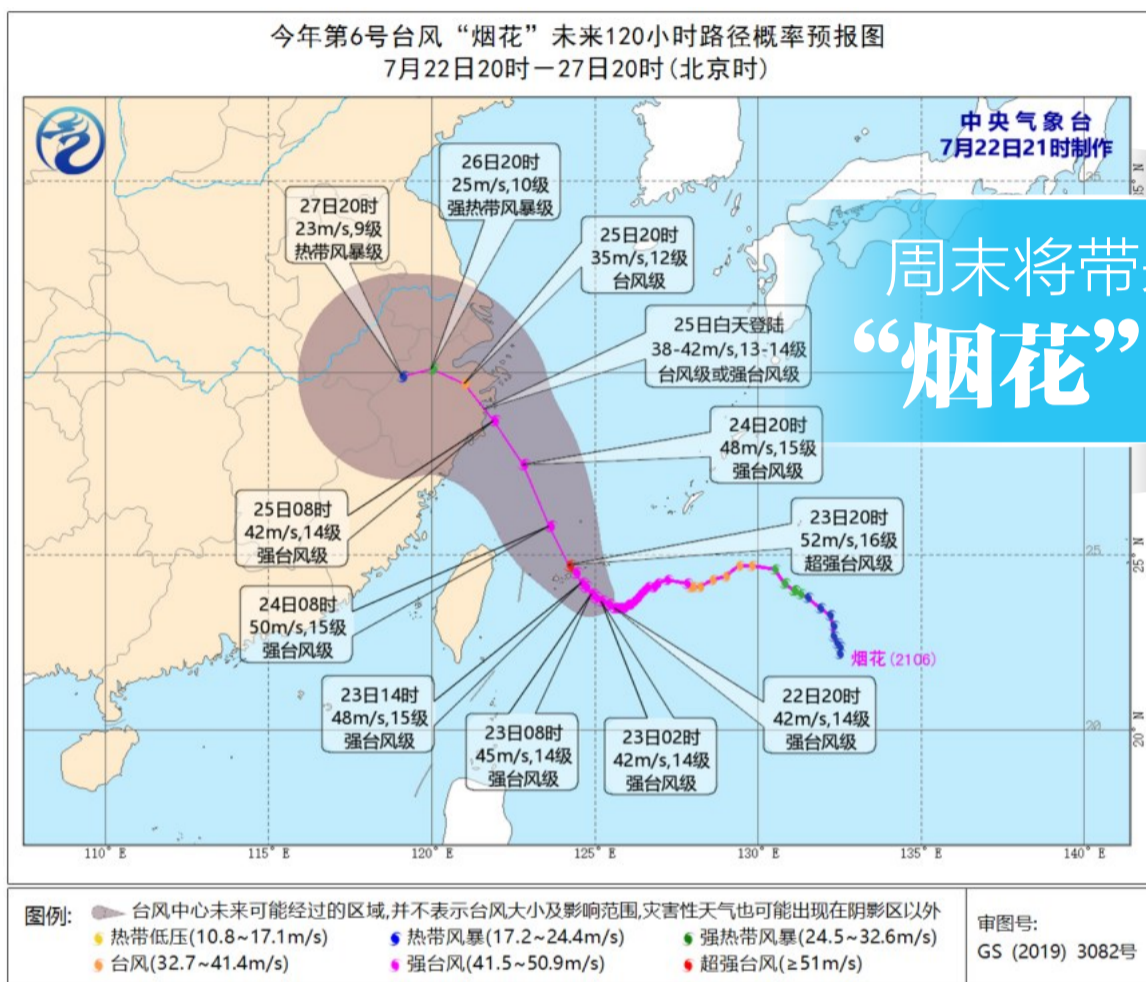 今年第6号台风“烟花”未来120小时路径概率预报图
7月22日20时—27日20时(北京时)
中央气象台
7月22日21时制作
周末将带
“烟花”
26日20时
25m/s,10级
强热带风暴级
27日20时
23m/s,9级
热带风暴级
25日20时
35m/s,12级
台风级
25日白天登陆
38-42m/s,13-14级
台风级或强台风级
24日20时
48m/s,15级
强台风级
25日08时
42m/s,14级
强台风级
23日20时
52m/s,16级
超强台风级
24日08时
50m/s,15级
强台风级
烟花(2106)
23日14时
48m/s,15级
强台风级
23日08时
45m/s,14级
强台风级
23日02时
42m/s,14级
强台风级
22日20时
42m/s,14级
强台风级
25° N
20° N
110° E
115° E
120° E
125° E
130° E
135° E
140° E
图例:
台风中心未来可能经过的区域,并不表示台风大小及影响范围,灾害性天气也可能出现在阴影区以外
热带低压(10.8~17.1m/s)
热带风暴(17.2~24.4m/s)
强热带风暴(24.5~32.6m/s)
台风(32.7~41.4m/s)
强台风(41.5~50.9m/s)
超强台风(≥51m/s)
审图号:
GS (2019) 3082号